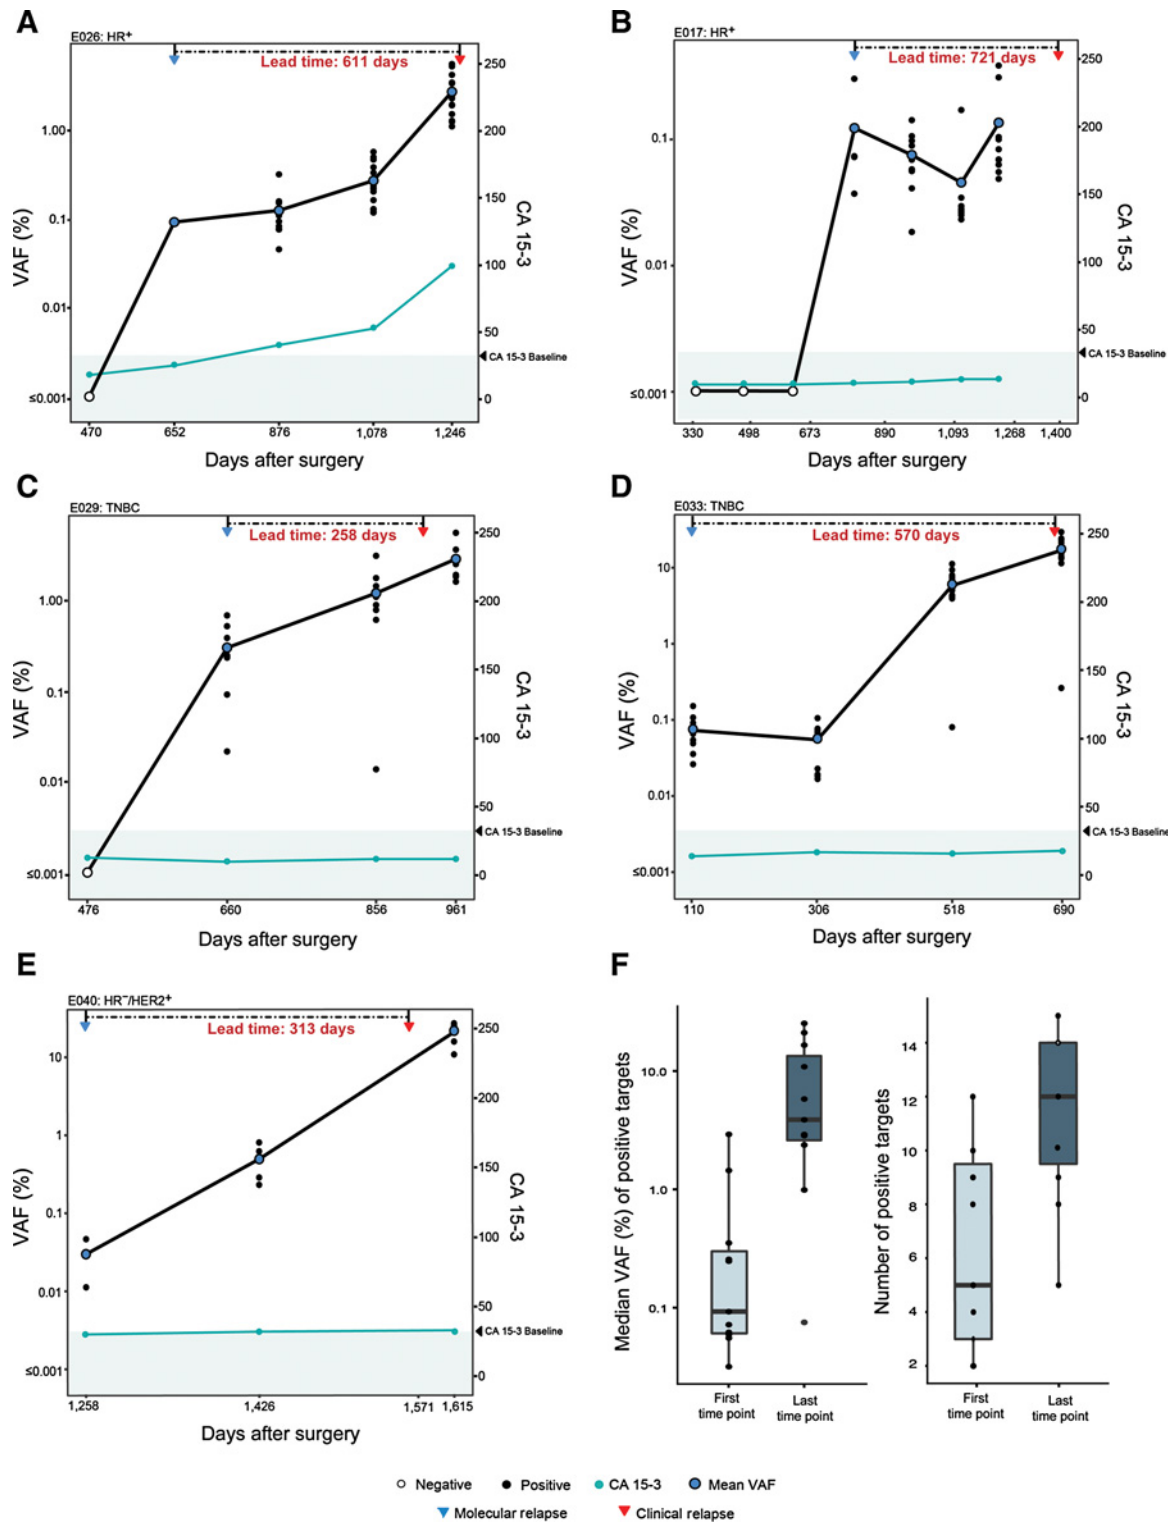 A
E026: HR+
Lead time: 611 days
VAF (%)
1.00
0.1
0.01
≤0.001
250
200
150
100
50
0
CA 15-3
CA 15-3 Baseline
470 652 876 1,078 1,246
Days after surgery
B
E017: HR+
Lead time: 721 days
VAF (%)
0.1
0.01
≤0.001
250
200
150
100
50
0
CA 15-3
CA 15-3 Baseline
330 498 673 890 1,093 1,268 1,400
Days after surgery
C
E029: TNBC
Lead time: 258 days
VAF (%)
1.00
0.1
0.01
≤0.001
250
200
150
100
50
0
CA 15-3
CA 15-3 Baseline
476 660 856 961
Days after surgery
D
E033: TNBC
Lead time: 570 days
VAF (%)
10
1
0.1
0.01
≤0.001
250
200
150
100
50
0
CA 15-3
CA 15-3 Baseline
110 306 518 690
Days after surgery
E
E040: HR−/HER2+
Lead time: 313 days
VAF (%)
10
1
0.1
0.01
≤0.001
250
200
150
100
50
0
CA 15-3
CA 15-3 Baseline
1,258 1,426 1,571 1,615
Days after surgery
F
Median VAF (%) of positive targets
10.0
1.0
0.1
First time point
Last time point
Number of positive targets
14
12
10
8
6
4
2
First time point
Last time point
Negative Positive CA 15-3 Mean VAF
Molecular relapse Clinical relapse